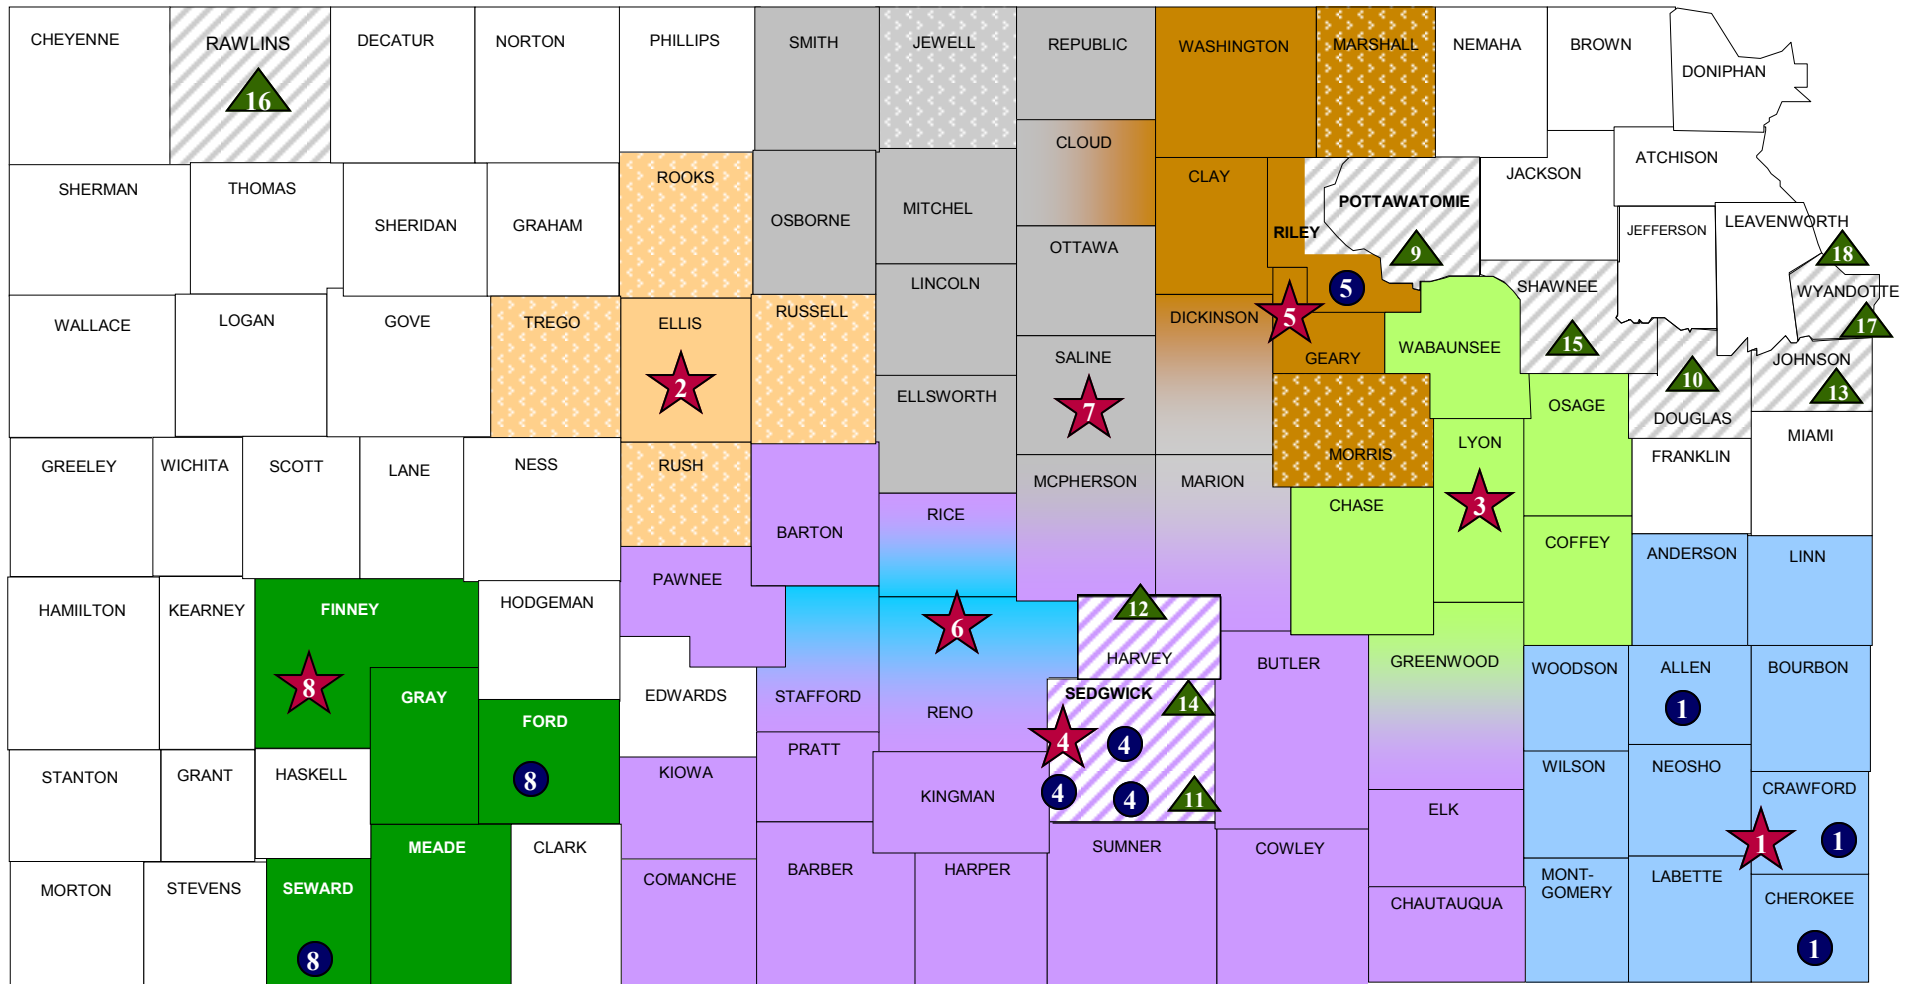 CHEYENNE
RAWLINS
16
DECATUR
NORTON
PHILLIPS
SMITH
JEWELL
REPUBLIC
WASHINGTON
MARSHALL
NEMAHA
BROWN
DONIPHAN
SHERMAN
THOMAS
SHERIDAN
GRAHAM
ROOKS
OSBORNE
MITCHEL
CLOUD
CLAY
RILEY
POTTAWATOMIE
9
JACKSON
ATCHISON
JEFFERSON
LEAVENWORTH
18
WYANDOTTE
17
WALLACE
LOGAN
GOVE
TREGO
ELLIS
2
RUSSELL
LINCOLN
OTTAWA
DICKINSON
5
5
GEARY
WABAUNSEE
SHAWNEE
15
10
DOUGLAS
JOHNSON
13
GREELEY
WICHITA
SCOTT
LANE
NESS
RUSH
BARTON
ELLSWORTH
SALINE
7
MCPHERSON
MARION
MORRIS
CHASE
LYON
3
OSAGE
FRANKLIN
MIAMI
RICE
COFFEY
ANDERSON
LINN
HAMIILTON
KEARNEY
FINNEY
8
HODGEMAN
PAWNEE
EDWARDS
STAFFORD
6
RENO
12
HARVEY
BUTLER
GREENWOOD
WOODSON
ALLEN
1
BOURBON
GRAY
FORD
8
SEDGWICK
14
4
4
4
4
11
STANTON
GRANT
HASKELL
KIOWA
PRATT
KINGMAN
ELK
WILSON
NEOSHO
CRAWFORD
1
1
MORTON
STEVENS
SEWARD
8
MEADE
CLARK
COMANCHE
BARBER
HARPER
SUMNER
COWLEY
CHAUTAUQUA
MONT-
GOMERY
LABETTE
CHEROKEE
1